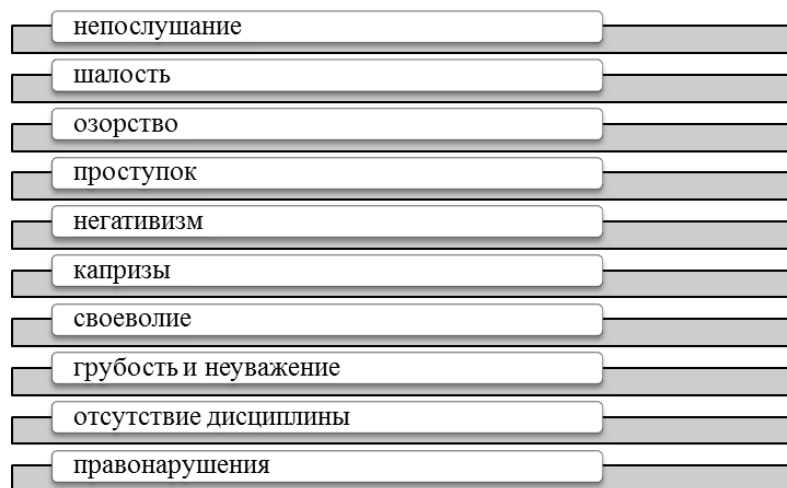 непослушание
шалость
озорство
проступок
негативизм
капризы
своеволие
грубость и неуважение
отсутствие дисциплины
правонарушения